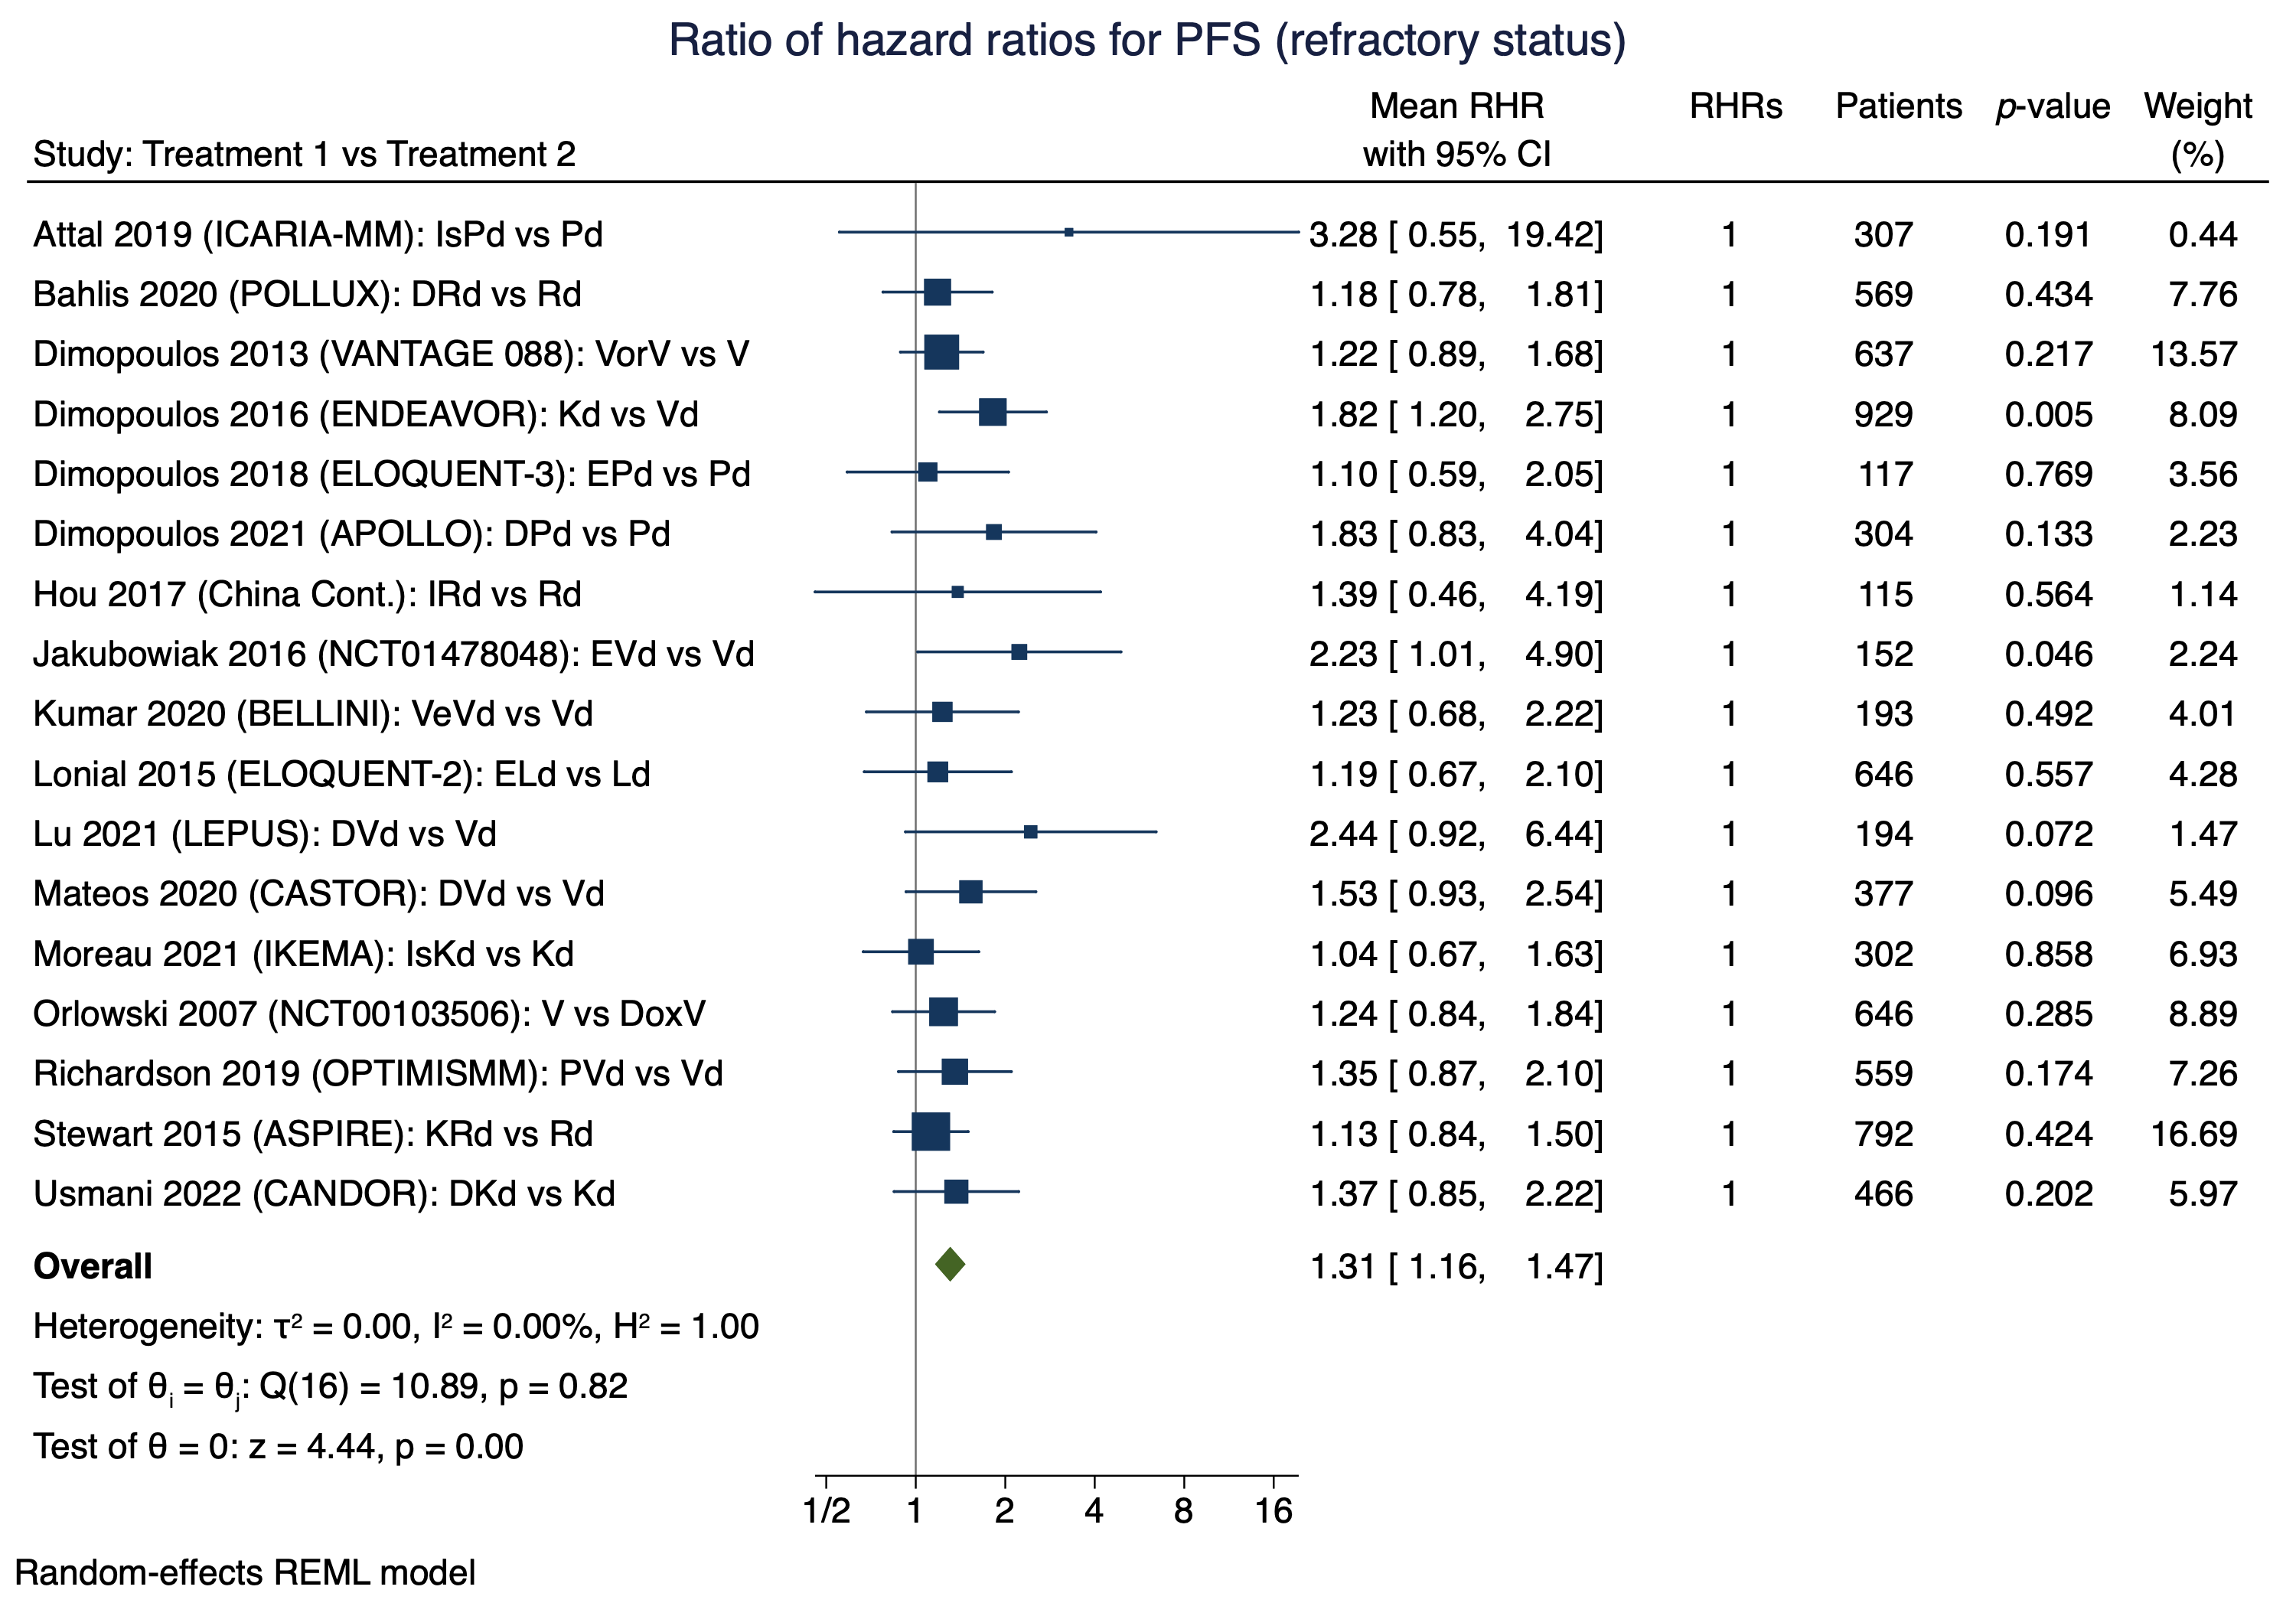 Ratio of hazard ratios for PFS (refractory status)
Mean RHR RHRs Patients p-value Weight
Study: Treatment 1 vs Treatment 2 with 95% CI (%)
Attal 2019 (ICARIA-MM): IsPd vs Pd 3.28 [ 0.55, 19.42] 1 307 0.191 0.44
Bahlis 2020 (POLLUX): DRd vs Rd 1.18 [ 0.78, 1.81] 1 569 0.434 7.76
Dimopoulos 2013 (VANTAGE 088): VorV vs V 1.22 [ 0.89, 1.68] 1 637 0.217 13.57
Dimopoulos 2016 (ENDEAVOR): Kd vs Vd 1.82 [ 1.20, 2.75] 1 929 0.005 8.09
Dimopoulos 2018 (ELOQUENT-3): EPd vs Pd 1.10 [ 0.59, 2.05] 1 117 0.769 3.56
Dimopoulos 2021 (APOLLO): DPd vs Pd 1.83 [ 0.83, 4.04] 1 304 0.133 2.23
Hou 2017 (China Cont.): IRd vs Rd 1.39 [ 0.46, 4.19] 1 115 0.564 1.14
Jakubowiak 2016 (NCT01478048): EVd vs Vd 2.23 [ 1.01, 4.90] 1 152 0.046 2.24
Kumar 2020 (BELLINI): VeVd vs Vd 1.23 [ 0.68, 2.22] 1 193 0.492 4.01
Lonial 2015 (ELOQUENT-2): ELd vs Ld 1.19 [ 0.67, 2.10] 1 646 0.557 4.28
Lu 2021 (LEPUS): DVd vs Vd 2.44 [ 0.92, 6.44] 1 194 0.072 1.47
Mateos 2020 (CASTOR): DVd vs Vd 1.53 [ 0.93, 2.54] 1 377 0.096 5.49
Moreau 2021 (IKEMA): IsKd vs Kd 1.04 [ 0.67, 1.63] 1 302 0.858 6.93
Orlowski 2007 (NCT00103506): V vs DoxV 1.24 [ 0.84, 1.84] 1 646 0.285 8.89
Richardson 2019 (OPTIMISMM): PVd vs Vd 1.35 [ 0.87, 2.10] 1 559 0.174 7.26
Stewart 2015 (ASPIRE): KRd vs Rd 1.13 [ 0.84, 1.50] 1 792 0.424 16.69
Usmani 2022 (CANDOR): DKd vs Kd 1.37 [ 0.85, 2.22] 1 466 0.202 5.97
Overall 1.31 [ 1.16, 1.47]
Heterogeneity: τ² = 0.00, I² = 0.00%, H² = 1.00
Test of θᵢ = θⱼ: Q(16) = 10.89, p = 0.82
Test of θ = 0: z = 4.44, p = 0.00
1/2 1 2 4 8 16
Random-effects REML model